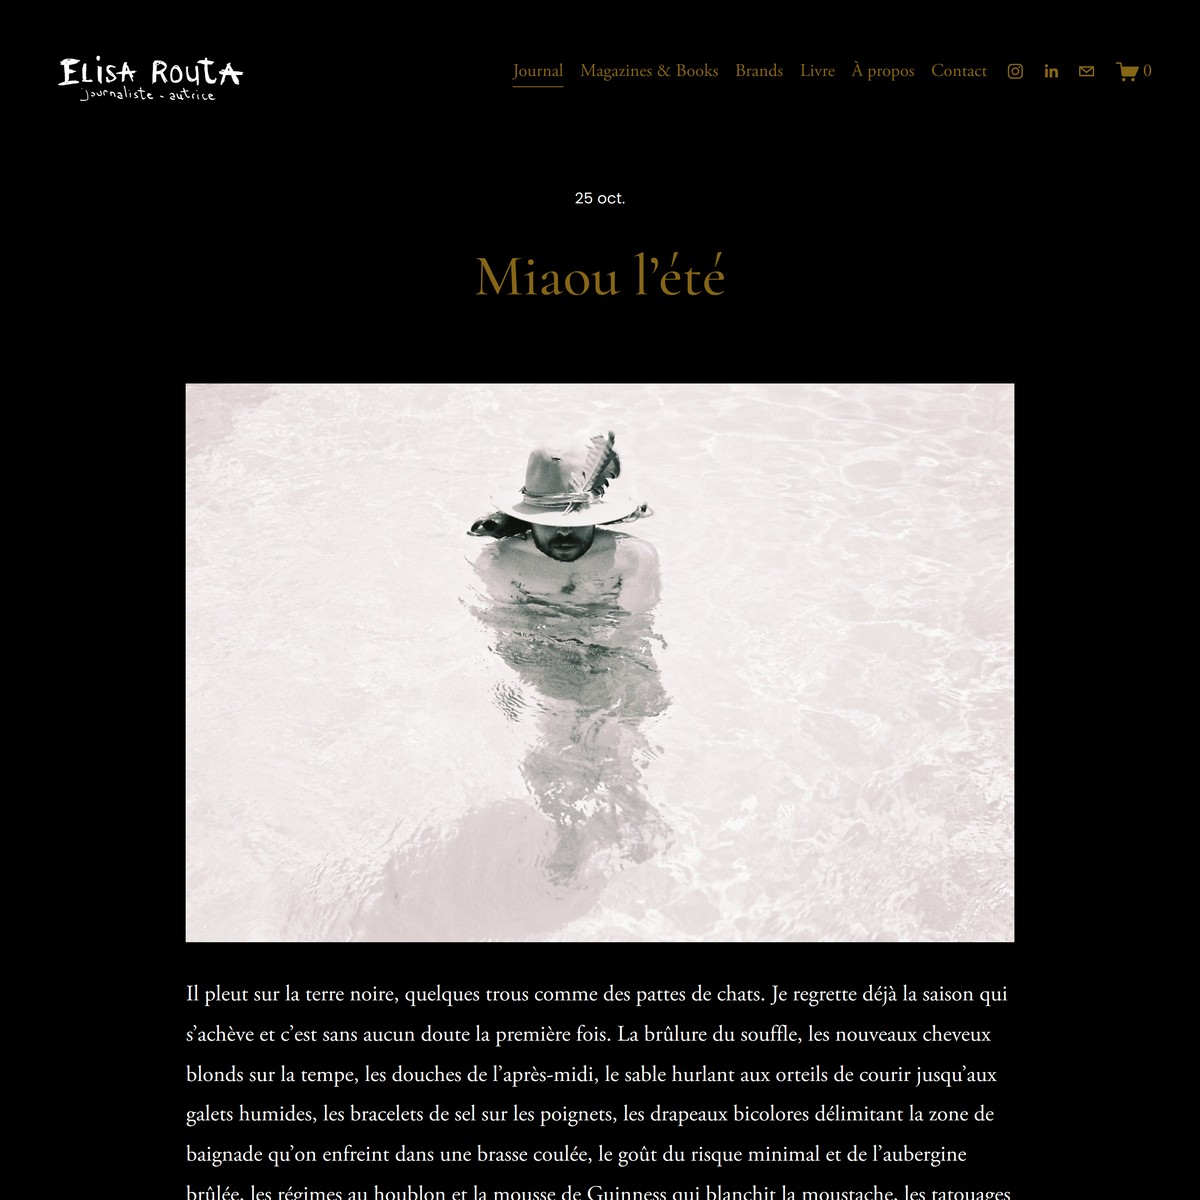 ELISA ROUTA
journaliste - autrice
Journal Magazines & Books Brands Livre À propos Contact 0
25 oct.
Miaou l’été
Il pleut sur la terre noire, quelques trous comme des pattes de chats. Je regrette déjà la saison qui
s’achève et c’est sans aucun doute la première fois. La brûlure du souffle, les nouveaux cheveux
blonds sur la tempe, les douches de l’après-midi, le sable hurlant aux orteils de courir jusqu’aux
galets humides, les bracelets de sel sur les poignets, les drapeaux bicolores délimitant la zone de
baignade qu’on enfreint dans une brasse coulée, le goût du risque minimal et de l’aubergine
brûlée, les régimes au houblon et la mousse de Guinness qui blanchit la moustache, les tatouages